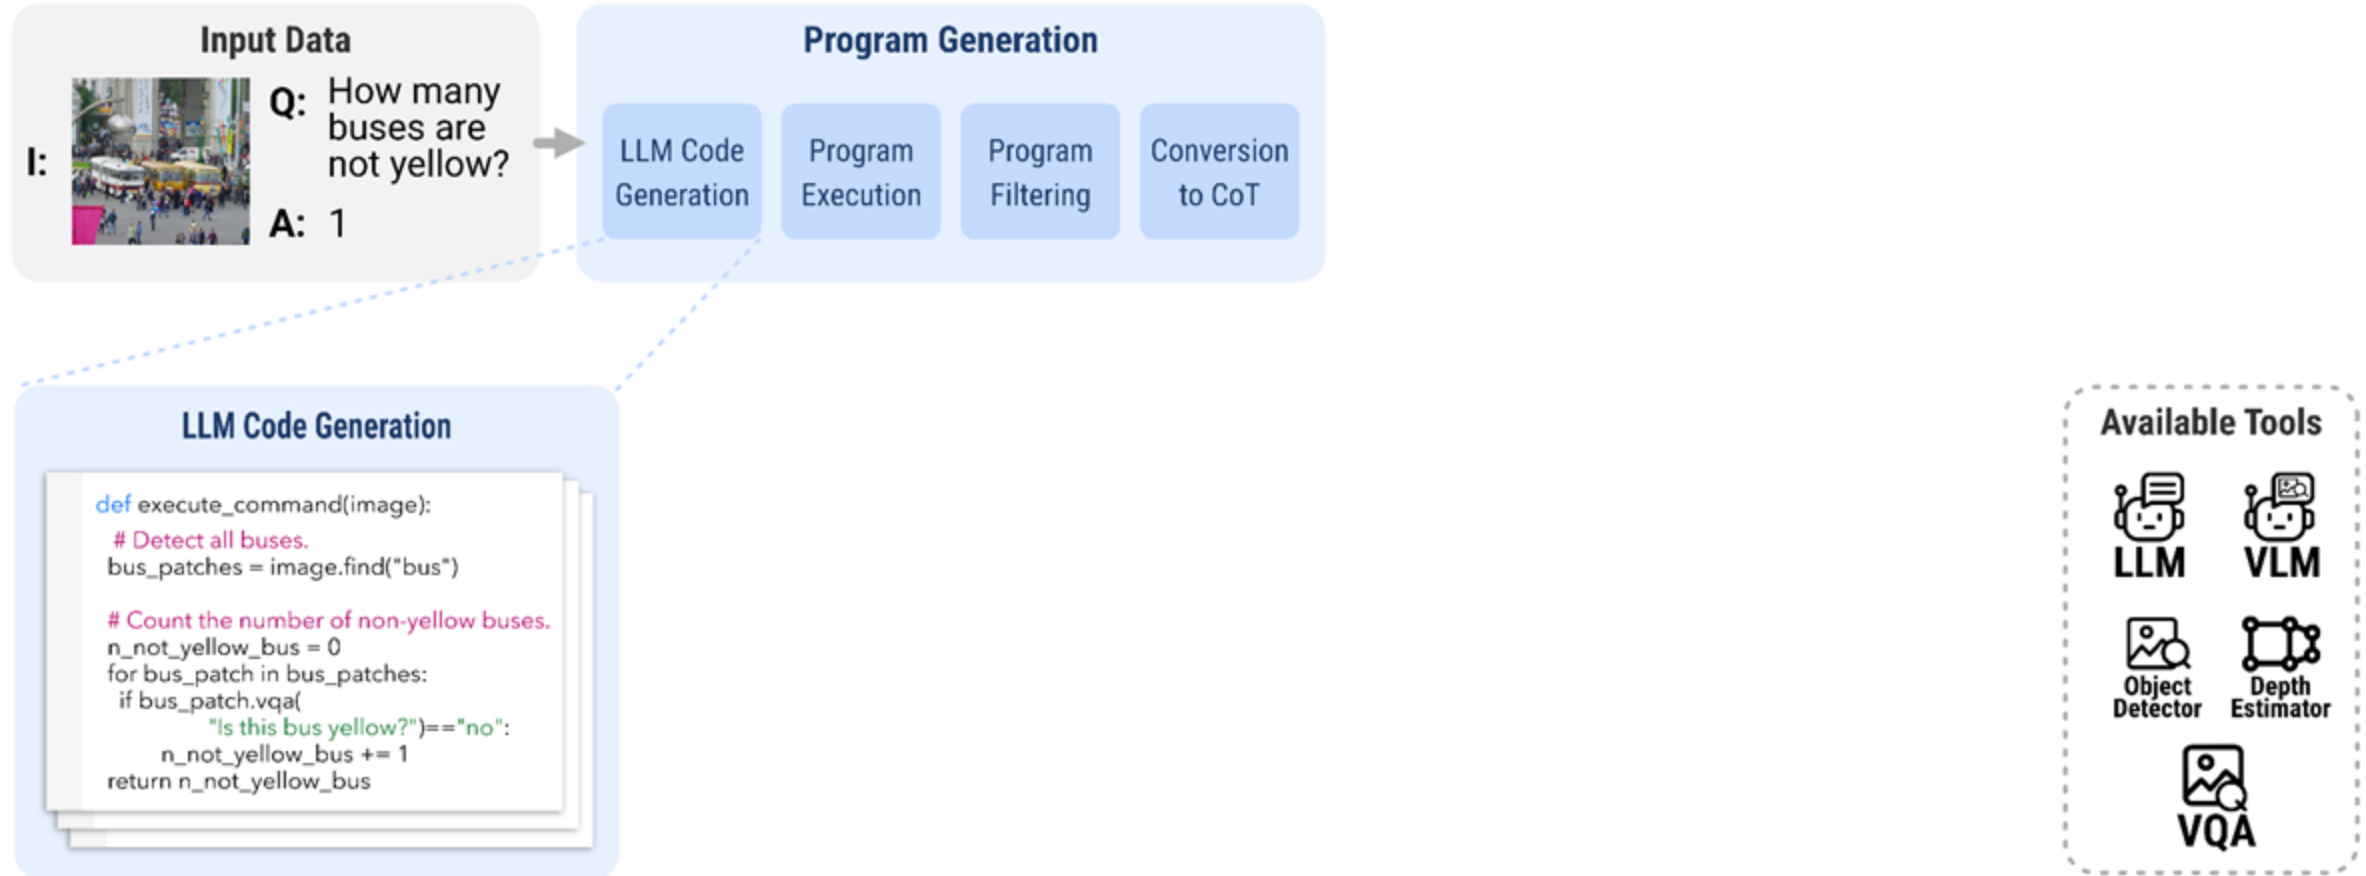 Input Data
I:
Q: How many
buses are
not yellow?
A: 1
Program Generation
LLM Code
Generation
Program
Execution
Program
Filtering
Conversion
to CoT
LLM Code Generation
def execute_command(image):
# Detect all buses.
bus_patches = image.find("bus")
# Count the number of non-yellow buses.
n_not_yellow_bus = 0
for bus_patch in bus_patches:
if bus_patch.vqa(
"Is this bus yellow?")=="no":
n_not_yellow_bus += 1
return n_not_yellow_bus
Available Tools
LLM
VLM
Object
Detector
Depth
Estimator
VQA